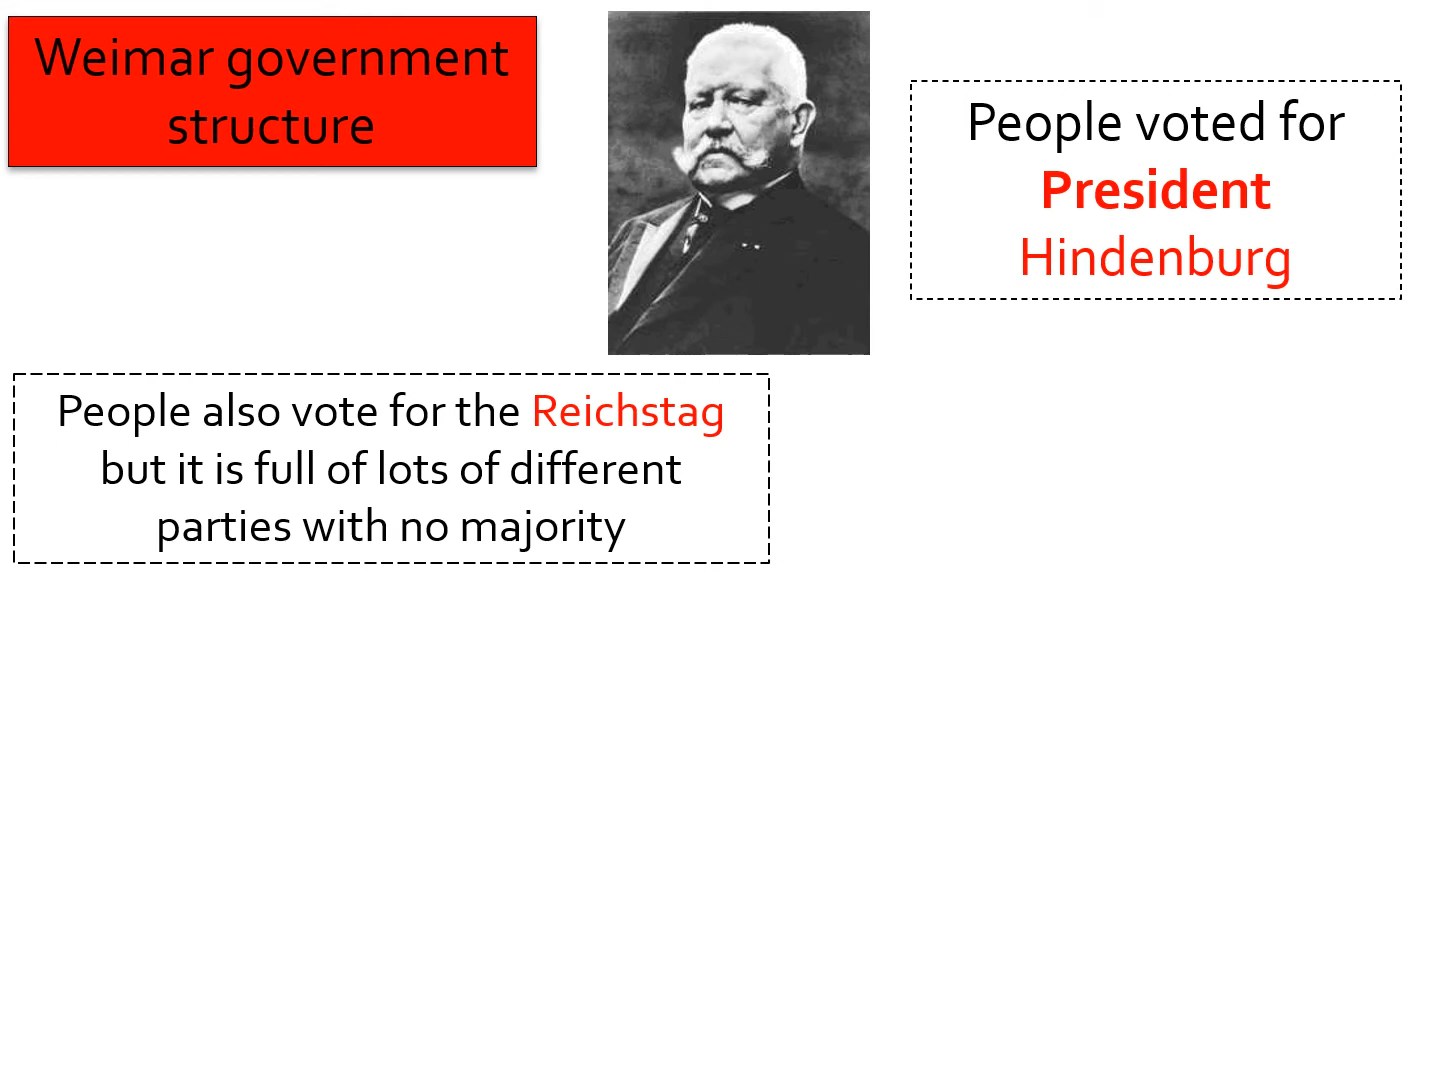 Weimar government
structure
People voted for
President
Hindenburg
People also vote for the Reichstag
but it is full of lots of different
parties with no majority